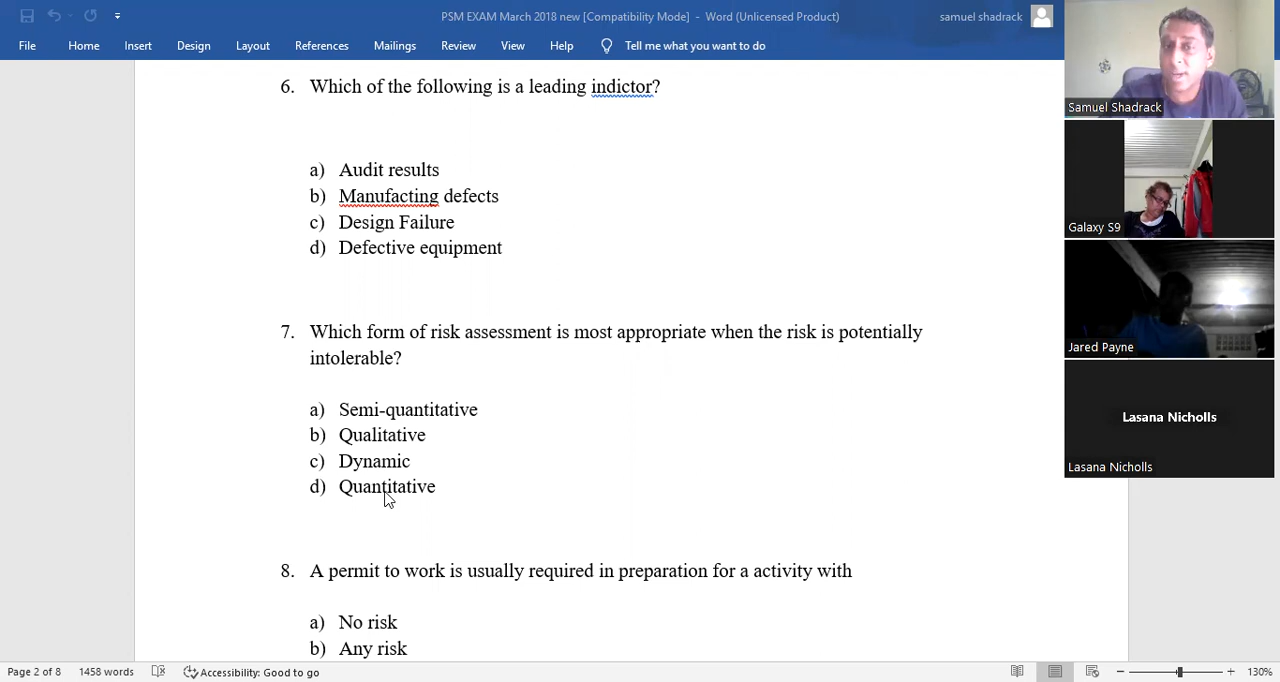 PSM EXAM March 2018 new [Compatibility Mode] - Word (Unlicensed Product)
samuel shadrack
File Home Insert Design Layout References Mailings Review View Help Tell me what you want to do
6. Which of the following is a leading indictor?
a) Audit results
b) Manufacting defects
c) Design Failure
d) Defective equipment
7. Which form of risk assessment is most appropriate when the risk is potentially
intolerable?
a) Semi-quantitative
b) Qualitative
c) Dynamic
d) Quantitative
8. A permit to work is usually required in preparation for a activity with
a) No risk
b) Any risk
Samuel Shadrack
Galaxy S9
Jared Payne
Lasana Nicholls
Lasana Nicholls
Page 2 of 8 1458 words Accessibility: Good to go 130%